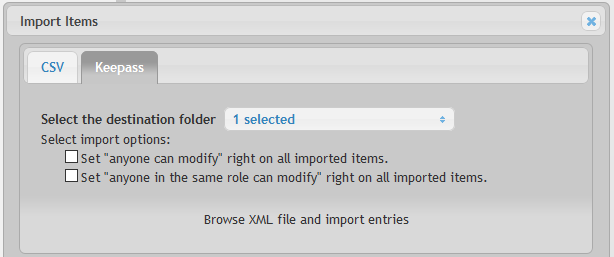 Import Items
CSV Keepass
Select the destination folder 1 selected
Select import options:
Set "anyone can modify" right on all imported items.
Set "anyone in the same role can modify" right on all imported items.
Browse XML file and import entries